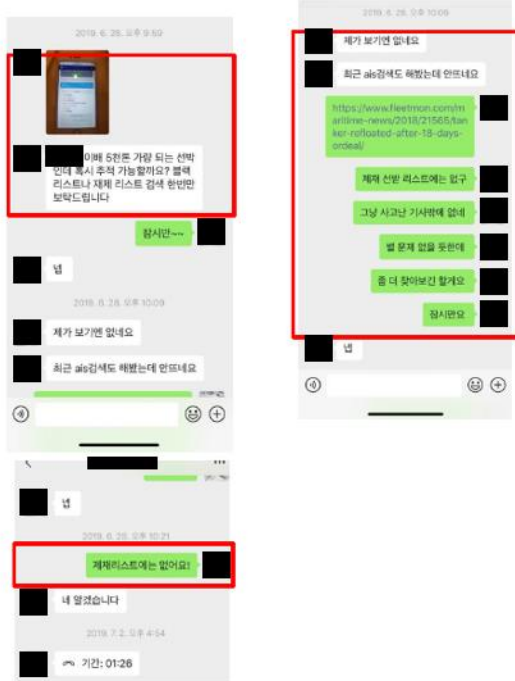 2019. 6. 28. 오후 9:59
이배 5천톤 가량 되는 선박
인데 혹시 추적 가능할까요? 블랙
리스트나 재제 리스트 검색 한번만
보탁드립니다
잠시만~~
넵
2019. 6. 28. 오후 10:09
제가 보기엔 없네요
최근 ais검색도 해봤는데 안뜨네요
2019. 6. 28. 오후 10:09
제가 보기엔 없네요
최근 ais검색도 해봤는데 안뜨네요
https://www.fleetmon.com/m
aritime-news/2018/21565/tan
ker-refloated-after-18-days-
ordeal/
제재 선박 리스트에는 없구
그냥 사고난 기사밖에 없네
별 문제 없을 듯한데
좀 더 찾아보긴 할게요
잠시만요
넵
넵
2019. 6. 28. 오후 10:21
제재리스트에는 없어요!
네 알겠습니다
2019. 7. 2. 오후 4:54
기간: 01:26